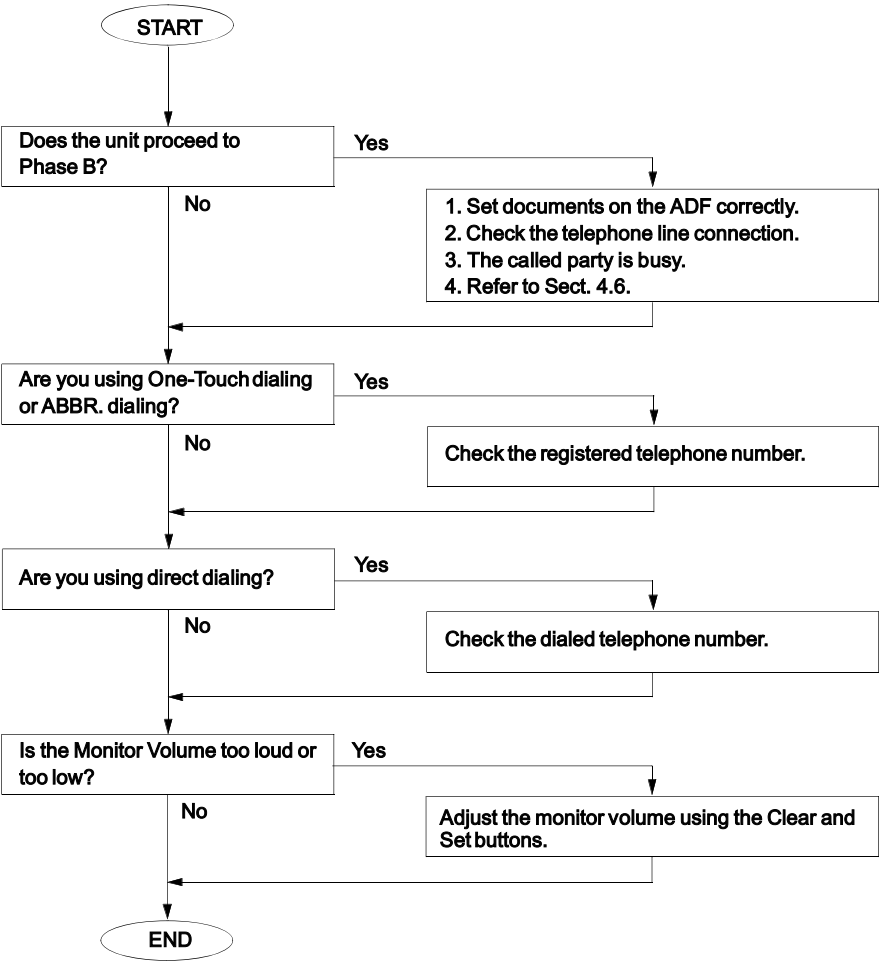 START
Does the unit proceed to
Phase B?
Yes
No
1. Set documents on the ADF correctly.
2. Check the telephone line connection.
3. The called party is busy.
4. Refer to Sect. 4.6.
Are you using One-Touch dialing
or ABBR. dialing?
Yes
No
Check the registered telephone number.
Are you using direct dialing?
Yes
No
Check the dialed telephone number.
Is the Monitor Volume too loud or
too low?
Yes
No
Adjust the monitor volume using the Clear and
Set buttons.
END